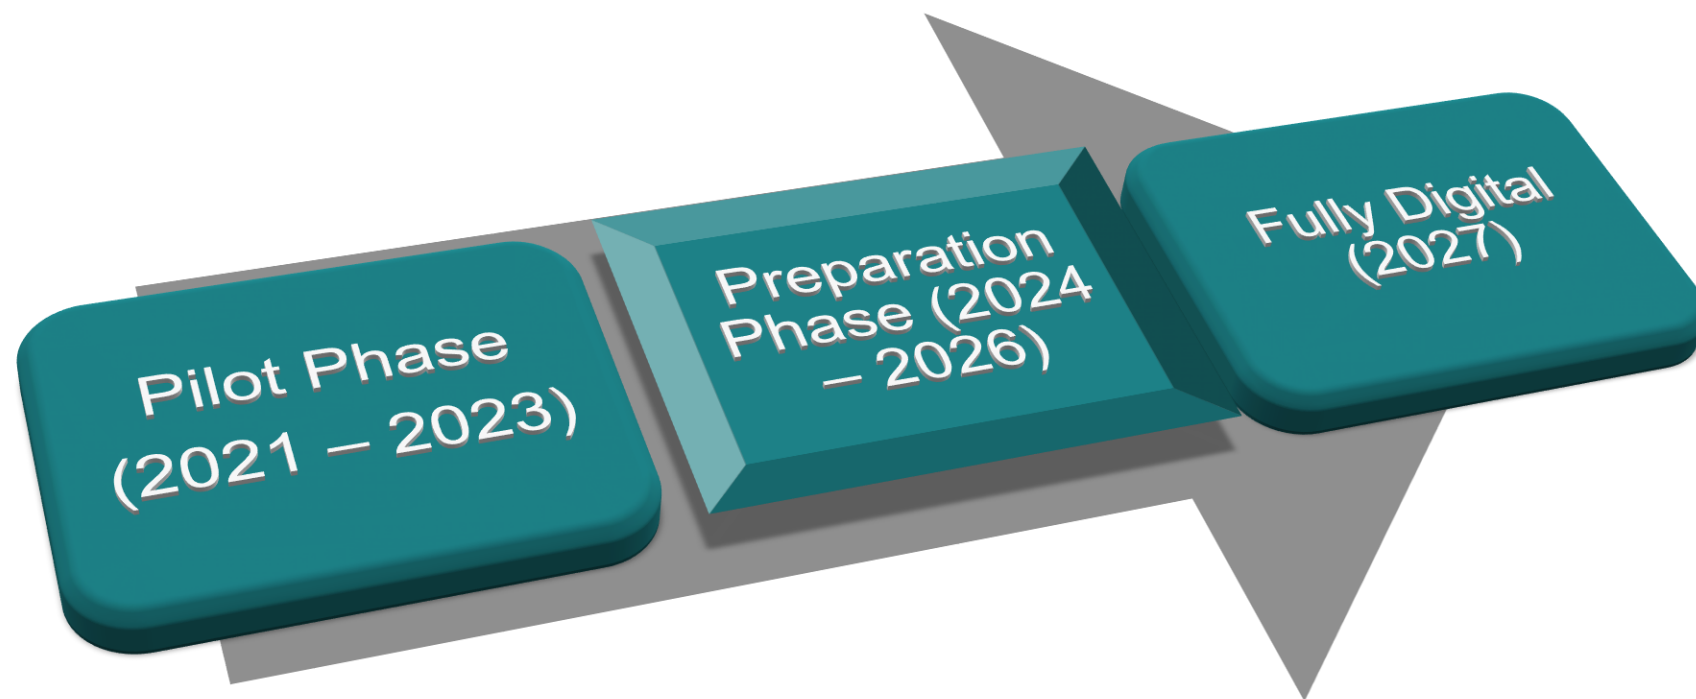 Pilot Phase
(2021 – 2023)
Preparation
Phase (2024
– 2026)
Fully Digital
(2027)